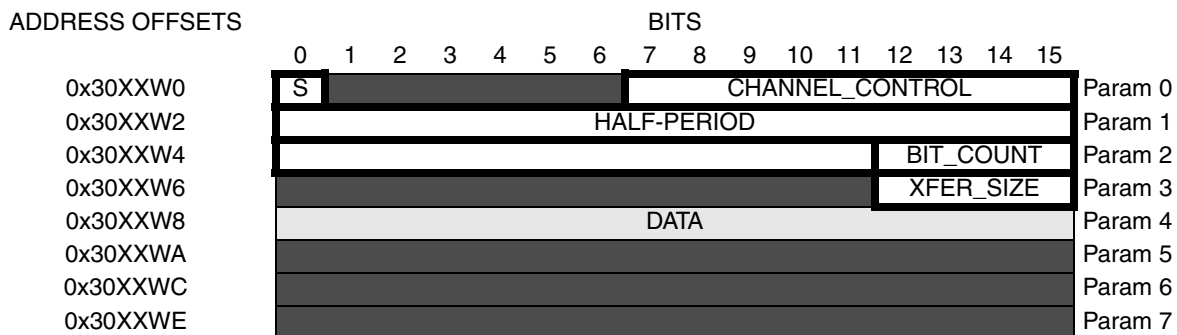 ADDRESS OFFSETS BITS
0 1 2 3 4 5 6 7 8 9 10 11 12 13 14 15
0x30XXW0 S CHANNEL_CONTROL Param 0
0x30XXW2 HALF-PERIOD Param 1
0x30XXW4 BIT_COUNT Param 2
0x30XXW6 XFER_SIZE Param 3
0x30XXW8 DATA Param 4
0x30XXWA Param 5
0x30XXWC Param 6
0x30XXWE Param 7